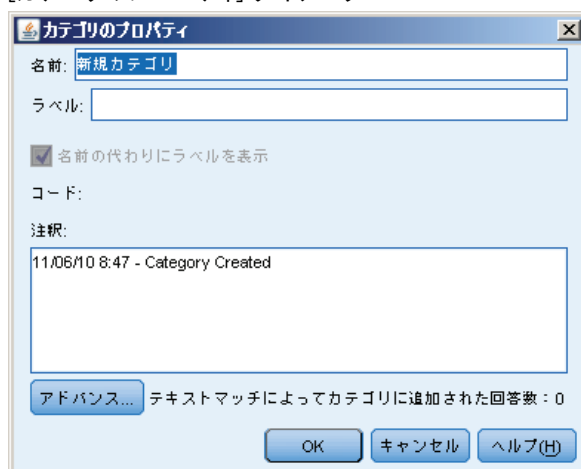 カテゴリのプロパティ
名前: 新規カテゴリ
ラベル:
名前の代わりにラベルを表示
コード:
注釈:
11/06/10 8:47 - Category Created
アドバンス... テキストマッチによってカテゴリに追加された回答数：0
OK キャンセル ヘルプ(H)